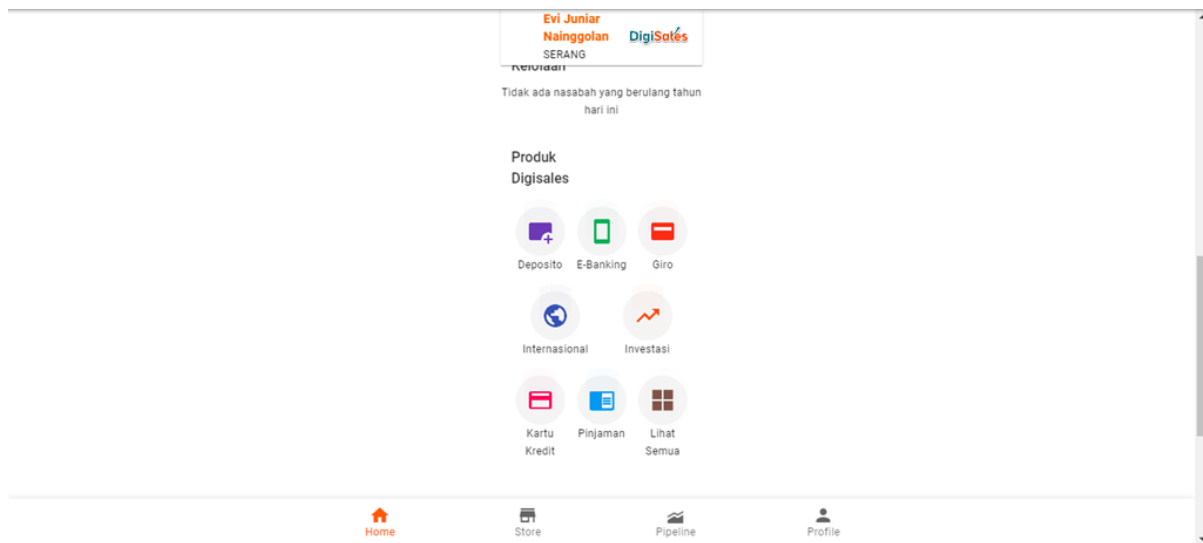 Evi Juniar
Nainggolan
DigiSales
SERANG
Kelolaan
Tidak ada nasabah yang berulang tahun
hari ini
Produk
Digisales
Deposito E-Banking Giro
Internasional Investasi
Kartu
Kredit
Pinjaman
Lihat
Semua
Home Store Pipeline Profile